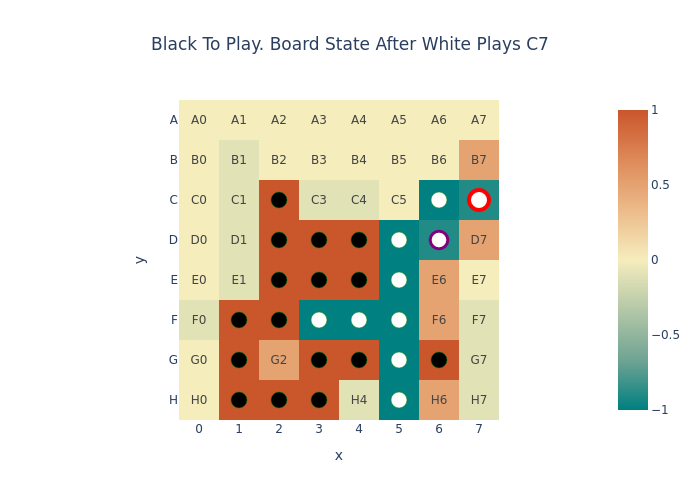 Black To Play. Board State After White Plays C7
A A0 A1 A2 A3 A4 A5 A6 A7
B B0 B1 B2 B3 B4 B5 B6 B7
C C0 C1 C3 C4 C5
D D0 D1 D7
E E0 E1 E6 E7
F F0 F6 F7
G G0 G2 G7
H H0 H4 H6 H7
0 1 2 3 4 5 6 7
x
y
1
0.5
0
−0.5
−1